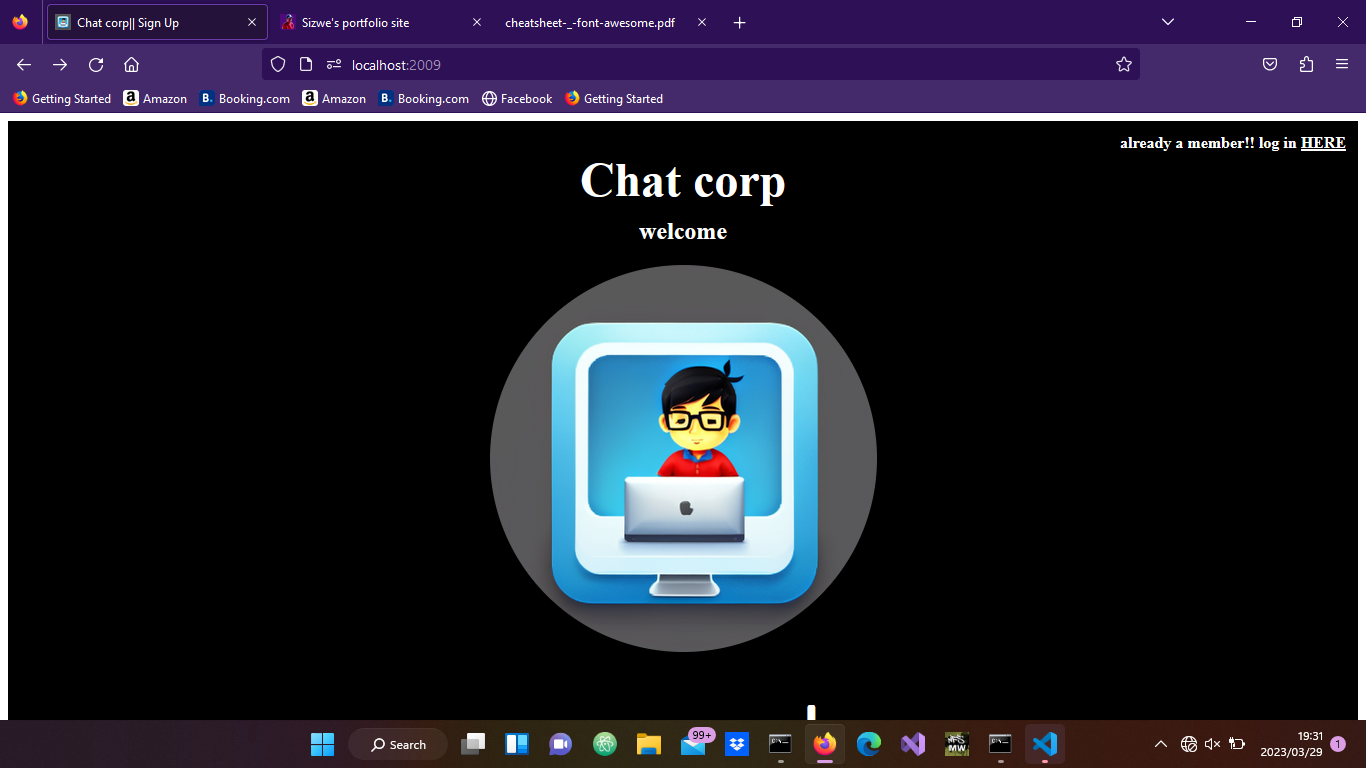 Chat corp|| Sign Up
Sizwe's portfolio site
cheatsheet-_-font-awesome.pdf
localhost:2009
Getting Started
Amazon
Booking.com
Amazon
Booking.com
Facebook
Getting Started
already a member!! log in HERE
Chat corp
welcome
Search
99+
MW
19:31
2023/03/29
1